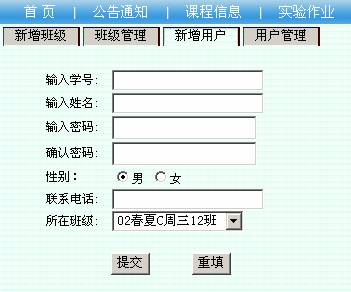 首 页 | 公告通知 | 课程信息 | 实验作业
新增班级 班级管理 新增用户 用户管理
输入学号:
输入姓名:
输入密码:
确认密码:
性别: 男 女
联系电话:
所在班级: 02春夏C周三12班
提交 重填